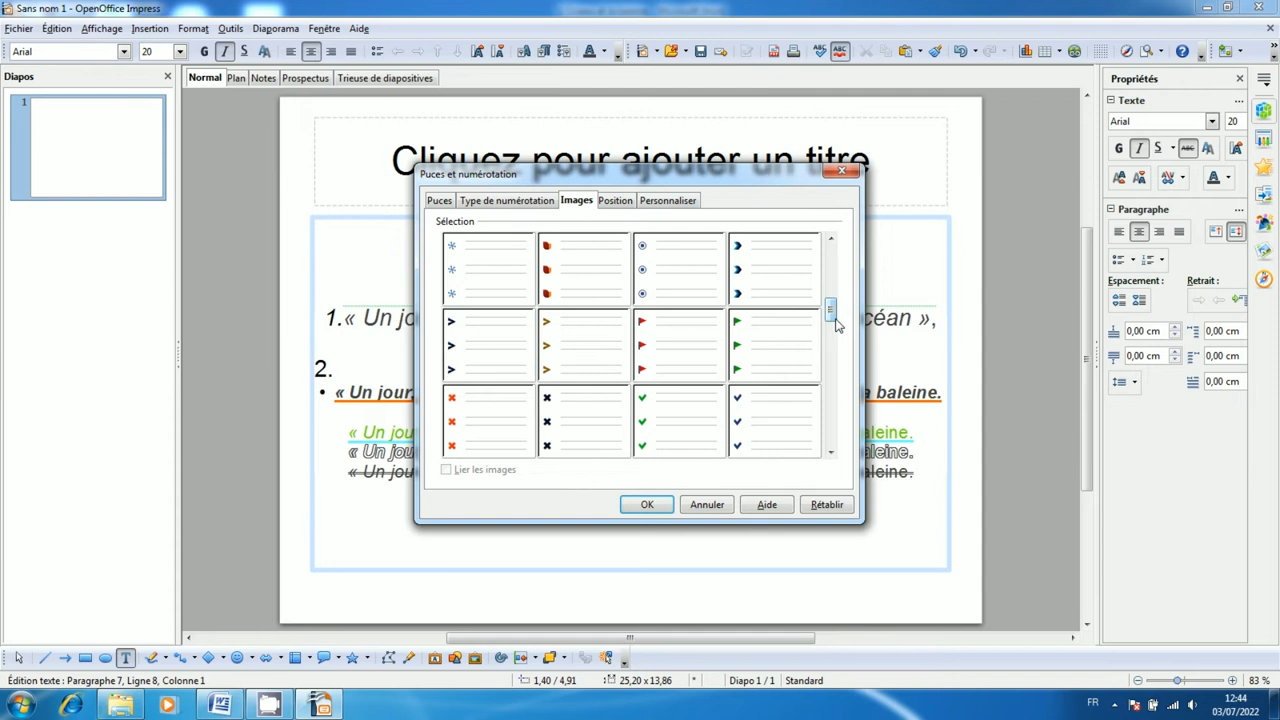 Sans nom 1 - OpenOffice Impress
Fichier Édition Affichage Insertion Format Outils Diaporama Fenêtre Aide
Arial 20
Diapos
Normal Plan Notes Prospectus Trieuse de diapositives
Propriétés
Texte
Arial 20
1
Cliquez pour ajouter un titre
Puces et numérotation
Puces Type de numérotation Images Position Personnaliser
Sélection
Paragraphe
Espacement : Retrait :
0,00 cm 0,00 cm
0,00 cm 0,00 cm
0,00 cm
1. « Un jo céan »,
2.
• « Un jour, a baleine.
« Un jou aleine.
« Un jou aleine.
« Un jou aleine.
Lier les images
OK Annuler Aide Rétablir
Édition texte : Paragraphe 7, Ligne 8, Colonne 1 1,40 / 4,91 25,20 x 13,86 * Diapo 1 / 1 Standard 83 %
FR 12:44
03/07/2022